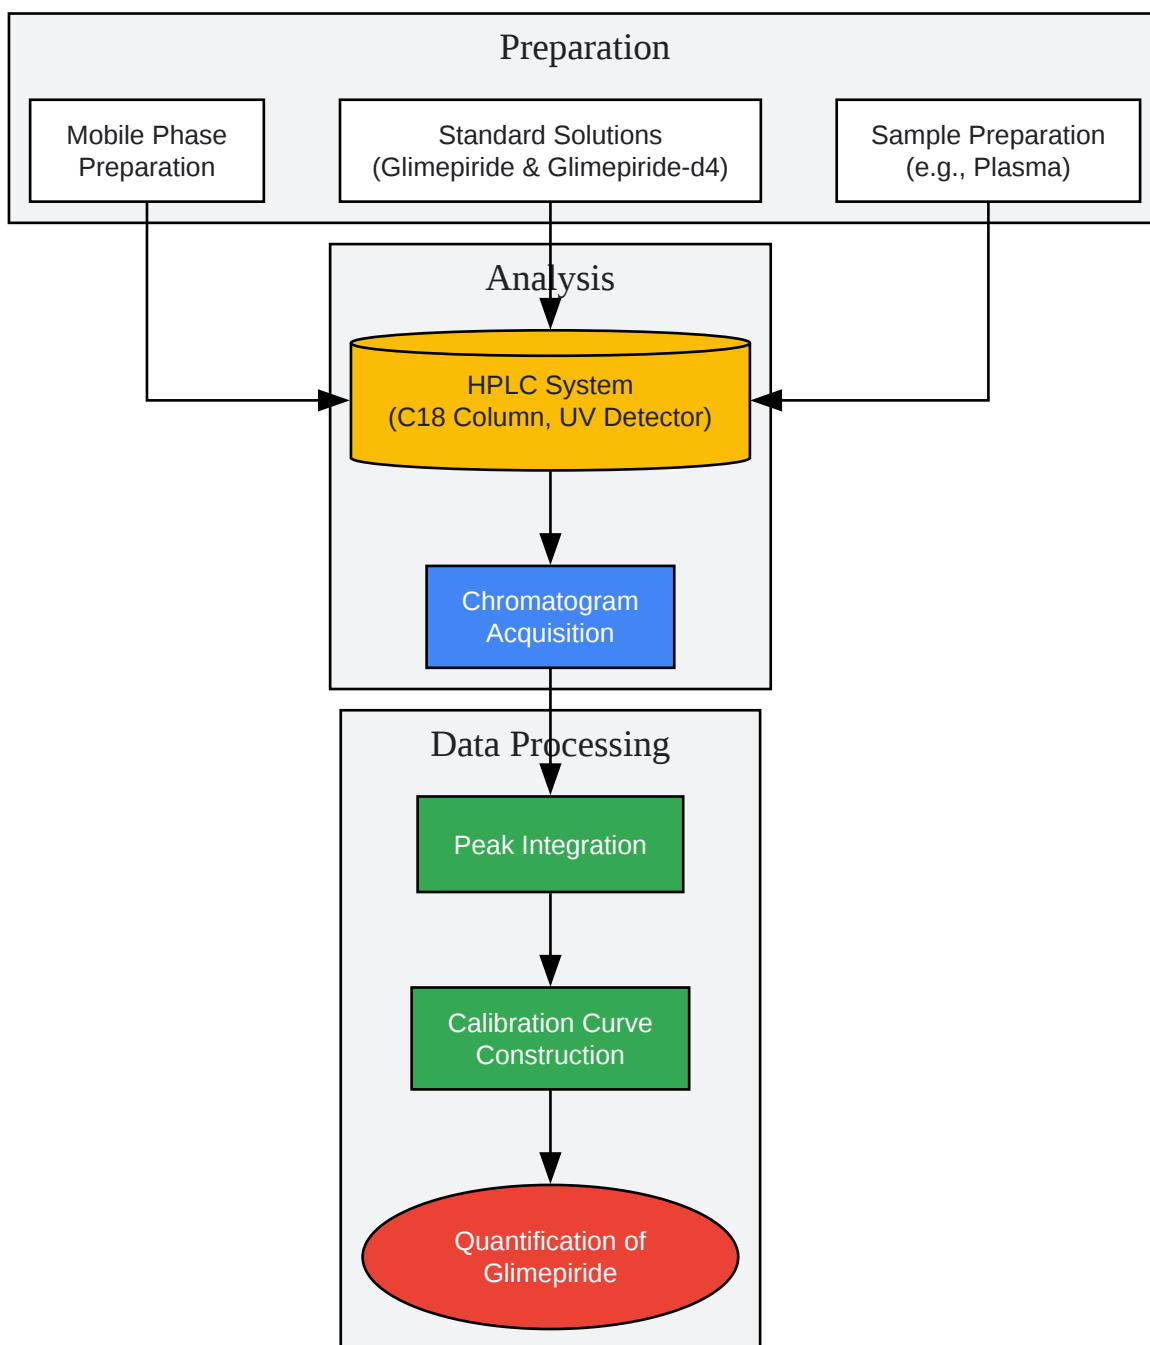 Preparation
Mobile Phase
Preparation
Standard Solutions
(Glimepiride & Glimepiride-d4)
Sample Preparation
(e.g., Plasma)
Analysis
HPLC System
(C18 Column, UV Detector)
Chromatogram
Acquisition
Data Processing
Peak Integration
Calibration Curve
Construction
Quantification of
Glimepiride